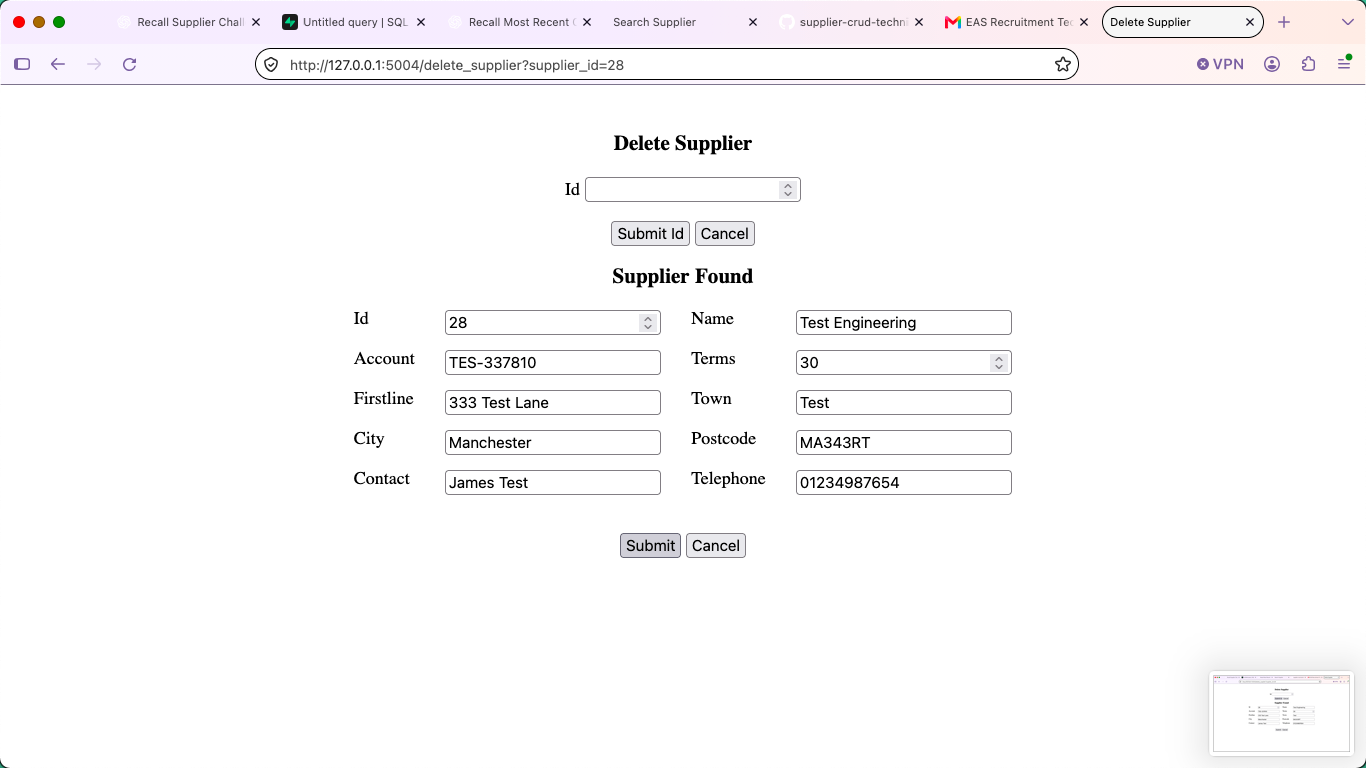 Recall Supplier Chal
Untitled query | SQL
Recall Most Recent
Search Supplier
supplier-crud-techni
EAS Recruitment Tec
Delete Supplier
http://127.0.0.1:5004/delete_supplier?supplier_id=28
VPN
Delete Supplier
Id
Submit Id Cancel
Supplier Found
Id 28 Name Test Engineering
Account TES-337810 Terms 30
Firstline 333 Test Lane Town Test
City Manchester Postcode MA343RT
Contact James Test Telephone 01234987654
Submit Cancel